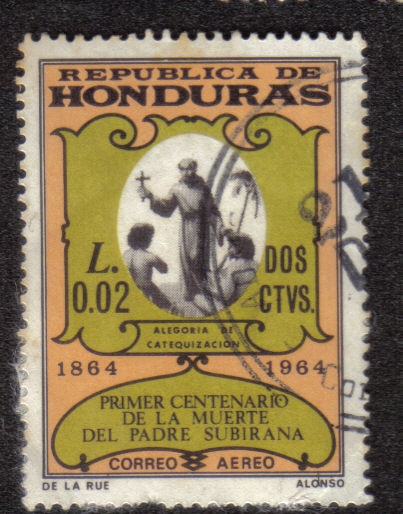 REPUBLICA DE
HONDURAS
L. DOS
0.02 CTVS.
ALEGORIA DE
CATEQUIZACION
1864 1964
PRIMER CENTENARIO
DE LA MUERTE
DEL PADRE SUBIRANA
CORREO AEREO
DE LA RUE ALONSO
21